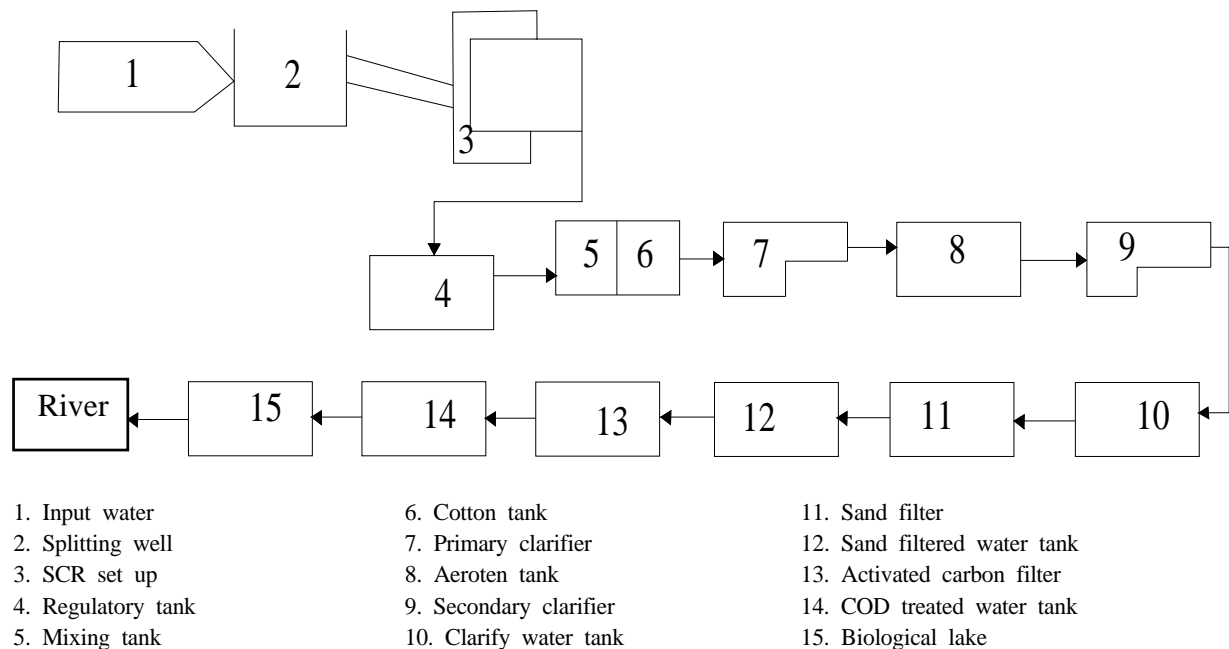 1
2
3
4
5
6
7
8
9
River
15
14
13
12
11
10
1. Input water
2. Splitting well
3. SCR set up
4. Regulatory tank
5. Mixing tank
6. Cotton tank
7. Primary clarifier
8. Aeroten tank
9. Secondary clarifier
10. Clarify water tank
11. Sand filter
12. Sand filtered water tank
13. Activated carbon filter
14. COD treated water tank
15. Biological lake